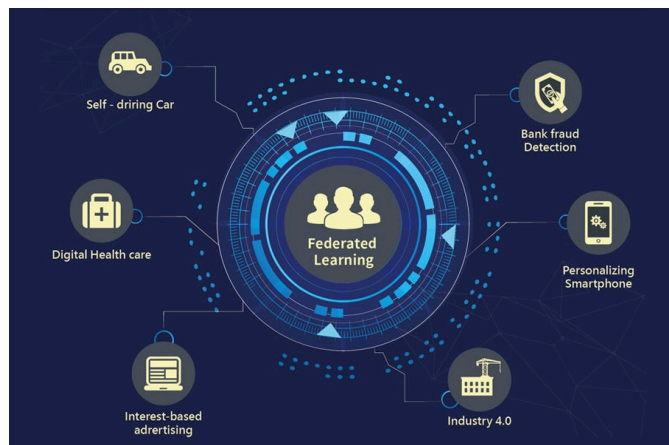 Self - driring Car
Bank fraud
Detection
Federated
Learning
Digital Health care
Personalizing
Smartphone
Interest-based
adrertising
Industry 4.0